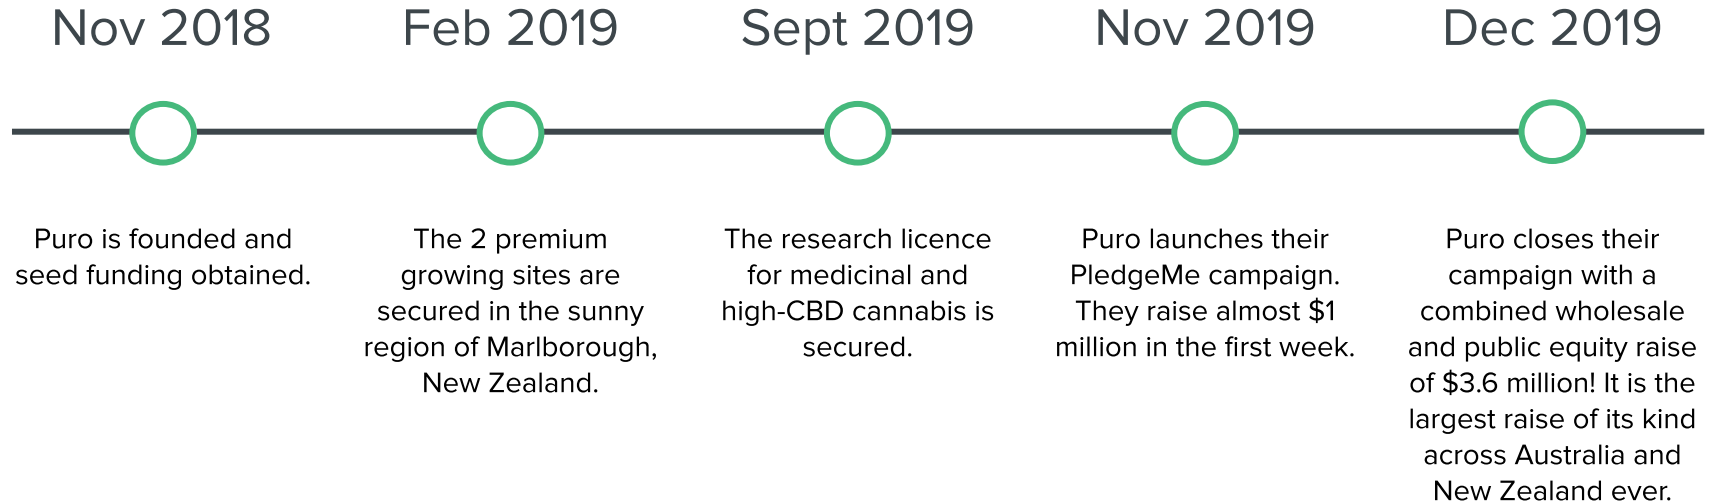 Nov 2018
Feb 2019
Sept 2019
Nov 2019
Dec 2019
Puro is founded and
seed funding obtained.
The 2 premium
growing sites are
secured in the sunny
region of Marlborough,
New Zealand.
The research licence
for medicinal and
high-CBD cannabis is
secured.
Puro launches their
PledgeMe campaign.
They raise almost $1
million in the first week.
Puro closes their
campaign with a
combined wholesale
and public equity raise
of $3.6 million! It is the
largest raise of its kind
across Australia and
New Zealand ever.